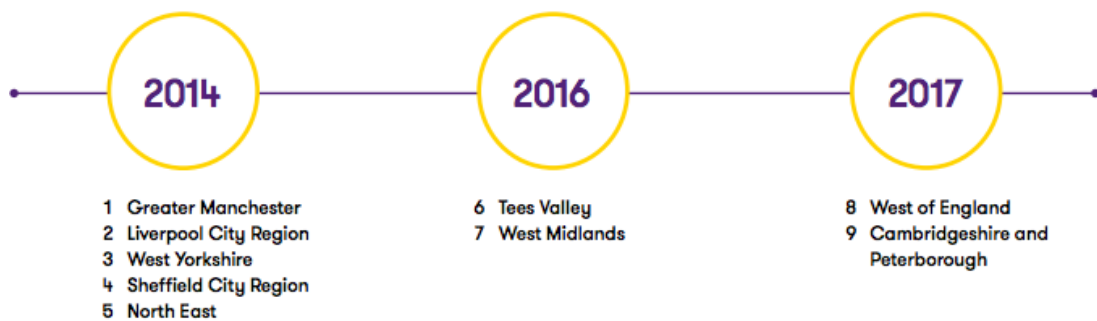 2014
2016
2017
1 Greater Manchester
2 Liverpool City Region
3 West Yorkshire
4 Sheffield City Region
5 North East
6 Tees Valley
7 West Midlands
8 West of England
9 Cambridgeshire and
Peterborough